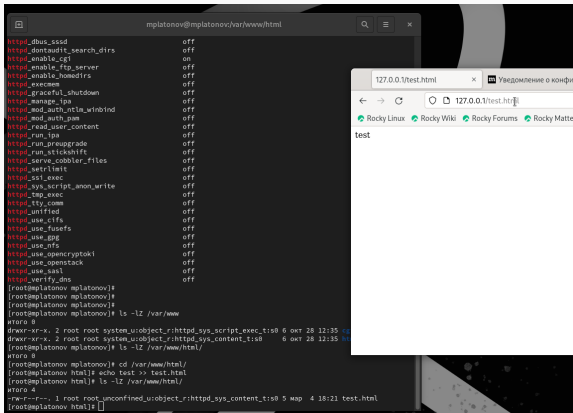 mplatonov@mplatonov:/var/www/html
httpd_dbus_sssd off
httpd_dontaudit_search_dirs off
httpd_enable_cgi on
httpd_enable_ftp_server off
httpd_enable_homedirs off
httpd_execmem off
httpd_graceful_shutdown off
httpd_manage_ipa off
httpd_mod_auth_ntlm_winbind off
httpd_mod_auth_pam off
httpd_read_user_content off
httpd_run_ipa off
httpd_run_preupgrade off
httpd_run_stickshift off
httpd_serve_cobbler_files off
httpd_setrlimit off
httpd_ssi_exec off
httpd_sys_script_anon_write off
httpd_tmp_exec off
httpd_tty_comm off
httpd_unified off
httpd_use_cifs off
httpd_use_fusefs off
httpd_use_gpg off
httpd_use_nfs off
httpd_use_opencryptoki off
httpd_use_openstack off
httpd_use_sasl off
httpd_verify_dns off
[root@mplatonov mplatonov]#
[root@mplatonov mplatonov]#
[root@mplatonov mplatonov]#
[root@mplatonov mplatonov]# ls -lZ /var/www
итого 0
drwxr-xr-x. 2 root root system_u:object_r:httpd_sys_script_exec_t:s0 6 окт 28 12:35
drwxr-xr-x. 2 root root system_u:object_r:httpd_sys_content_t:s0 6 окт 28 12:35
[root@mplatonov mplatonov]# ls -lZ /var/www/html/
итого 0
[root@mplatonov mplatonov]# cd /var/www/html/
[root@mplatonov html]# echo test >> test.html
[root@mplatonov html]# ls -lZ /var/www/html/
итого 4
-rw-r--r--. 1 root root unconfined_u:object_r:httpd_sys_content_t:s0 5 мар 4 18:21 test.html
[root@mplatonov html]#
127.0.0.1/test.html × Уведомление о конфи
127.0.0.1/test.html
Rocky Linux Rocky Wiki Rocky Forums Rocky Matte
test